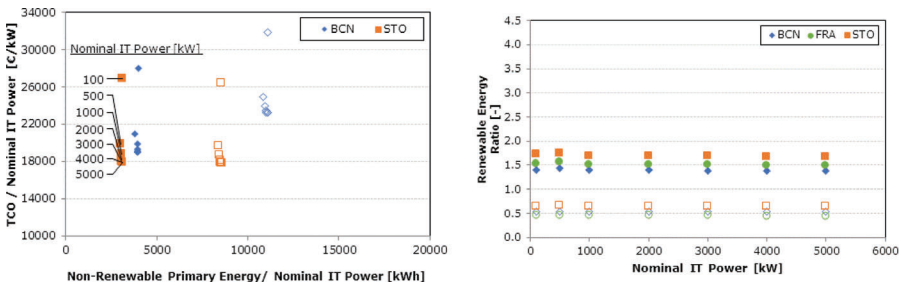 34000
30000
26000
22000
18000
14000
10000
TCO / Nominal IT Power [€/kW]
BCN STO
Nominal IT Power [kW]
100
500
1000
2000
3000
4000
5000
0 5000 10000 15000 20000
Non-Renewable Primary Energy/ Nominal IT Power [kWh]
4.5
4.0
3.5
3.0
2.5
2.0
1.5
1.0
0.5
0.0
Renewable Energy
Ratio [-]
BCN FRA STO
0 1000 2000 3000 4000 5000 6000
Nominal IT Power [kW]